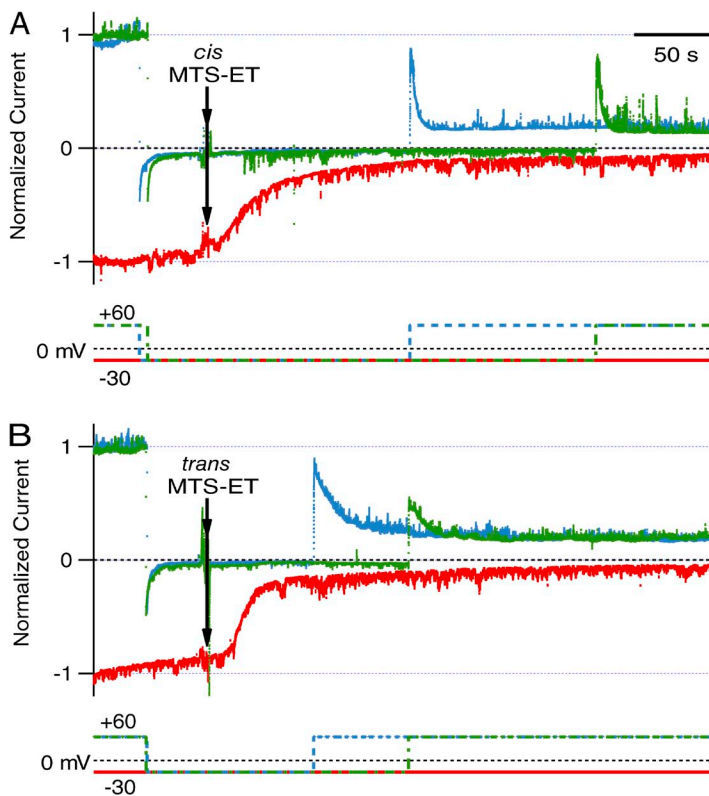 A
Normalized Current
1
0
-1
cis
MTS-ET
50 s
+60
0 mV
-30
B
Normalized Current
1
0
-1
trans
MTS-ET
+60
0 mV
-30